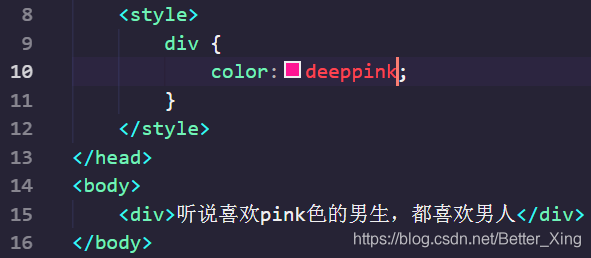 8 <style>
9 div {
10 color:deeppink;
11 }
12 </style>
13 </head>
14 <body>
15 <div>听说喜欢pink色的男生，都喜欢男人</div>
16 </body>
https://blog.csdn.net/Better_Xing